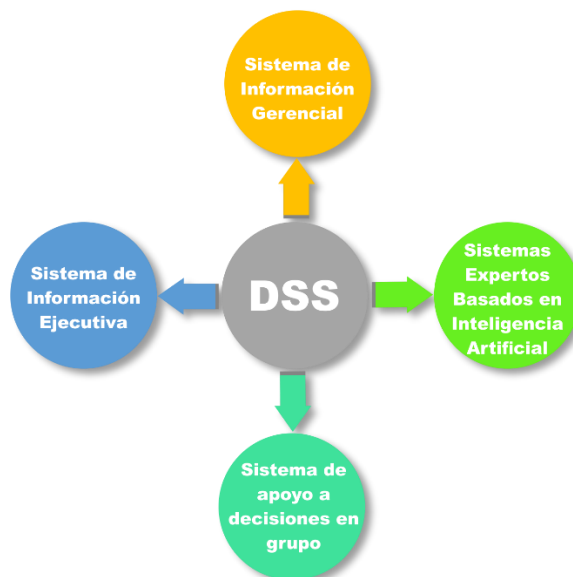 Sistema de
Información
Gerencial
Sistema de
Información
Ejecutiva
DSS
Sistemas
Expertos
Basados en
Inteligencia
Artificial
Sistema de
apoyo a
decisiones en
grupo